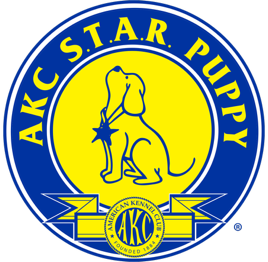 AKC S.T.A.R. PUPPY
AMERICAN KENNEL CLUB
AKC
FOUNDED 1884
®